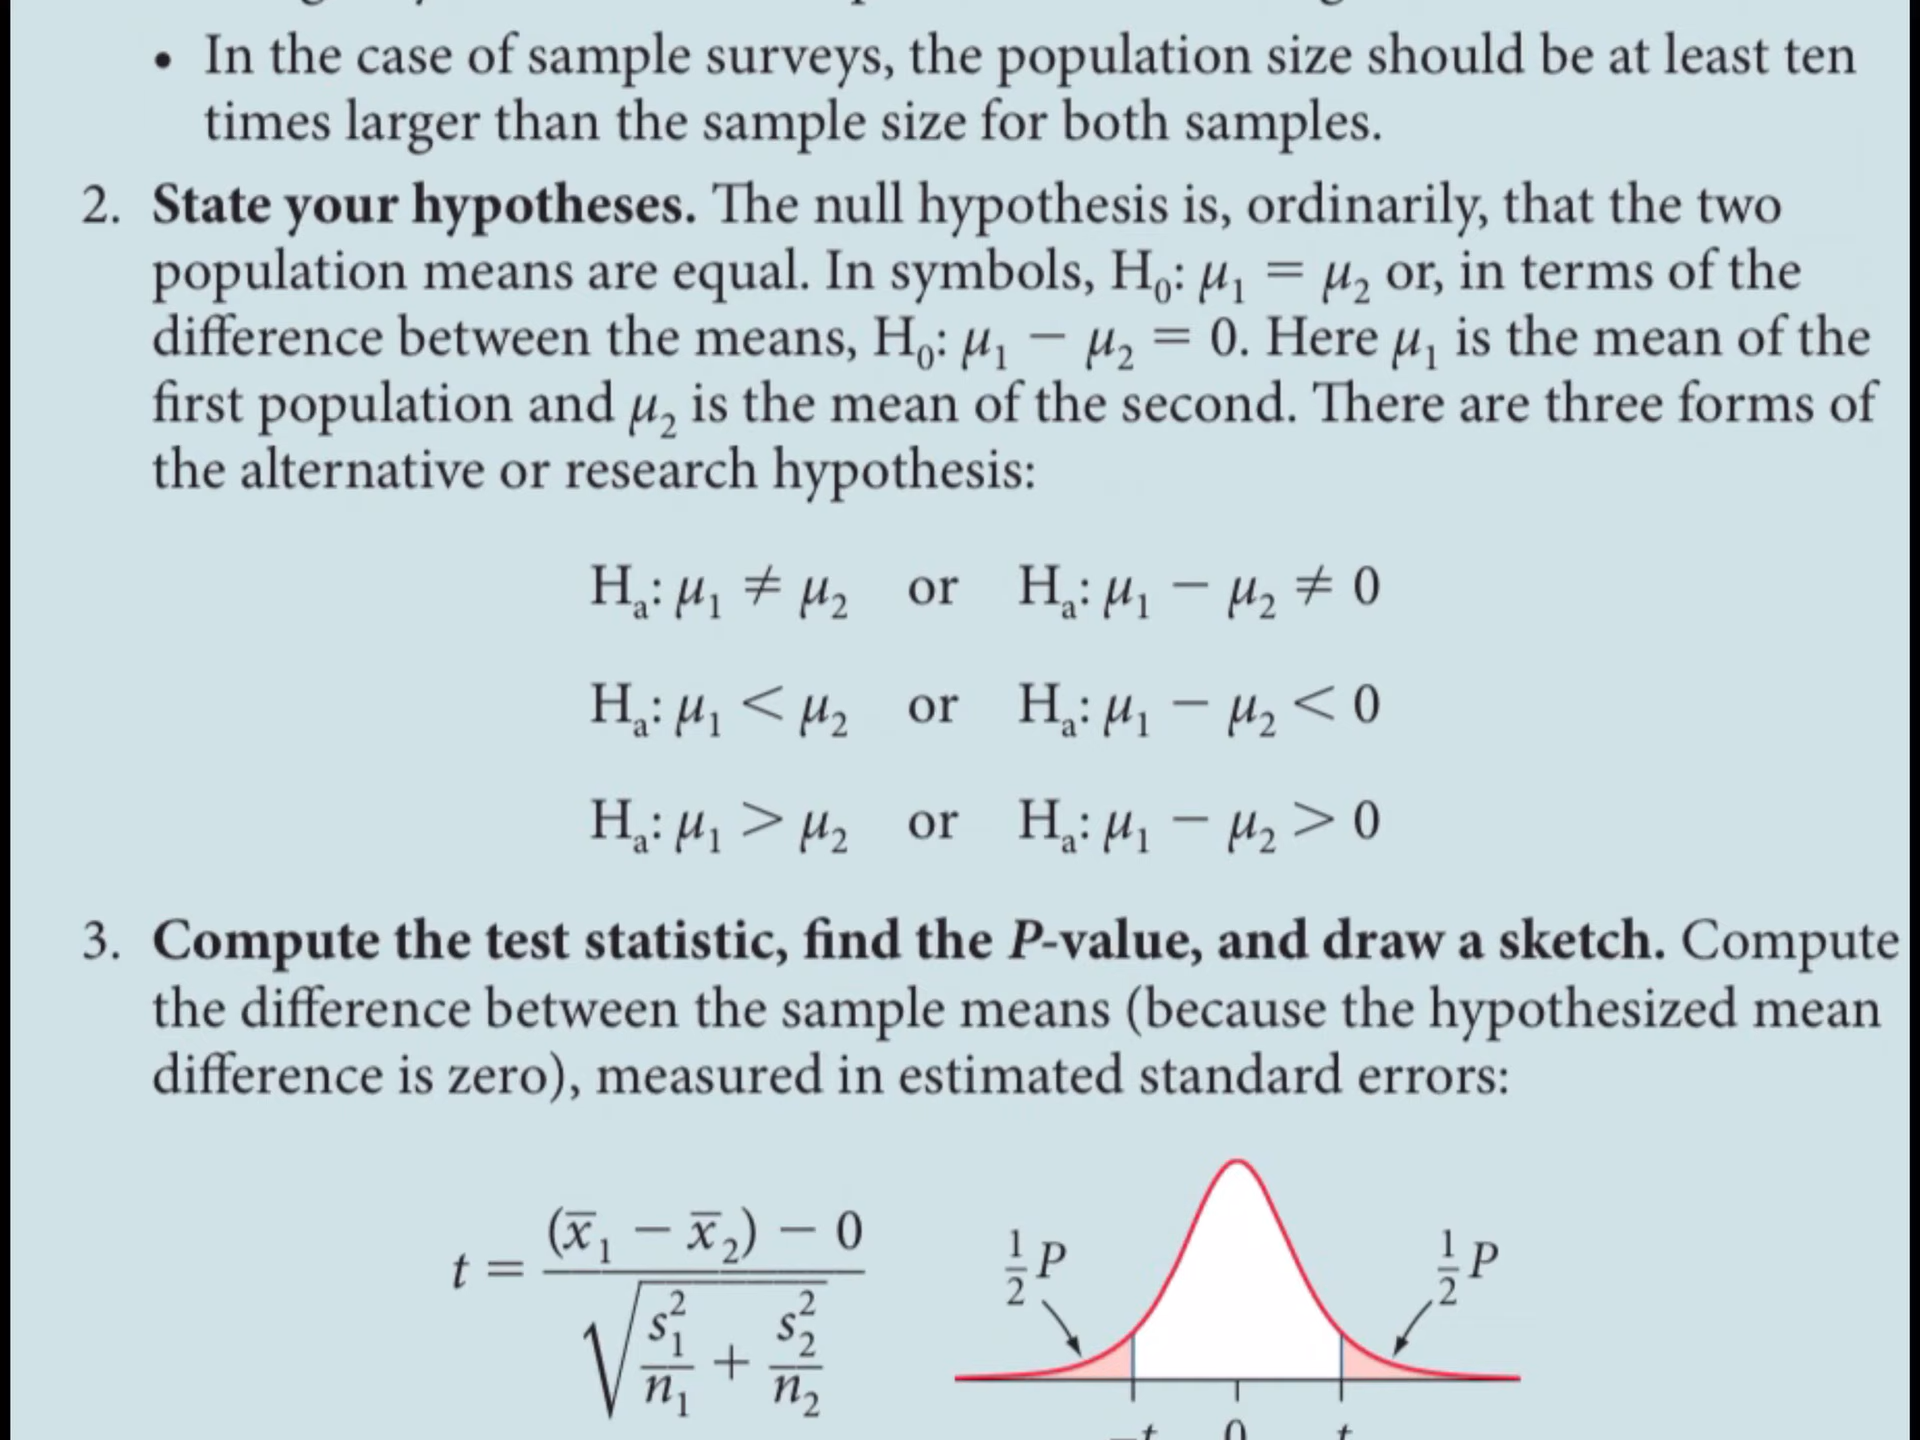 • In the case of sample surveys, the population size should be at least ten
times larger than the sample size for both samples.
2. State your hypotheses. The null hypothesis is, ordinarily, that the two
population means are equal. In symbols, H₀: μ₁ = μ₂ or, in terms of the
difference between the means, H₀: μ₁ − μ₂ = 0. Here μ₁ is the mean of the
first population and μ₂ is the mean of the second. There are three forms of
the alternative or research hypothesis:
Hₐ: μ₁ ≠ μ₂ or Hₐ: μ₁ − μ₂ ≠ 0
Hₐ: μ₁ < μ₂ or Hₐ: μ₁ − μ₂ < 0
Hₐ: μ₁ > μ₂ or Hₐ: μ₁ − μ₂ > 0
3. Compute the test statistic, find the P-value, and draw a sketch. Compute
the difference between the sample means (because the hypothesized mean
difference is zero), measured in estimated standard errors:
t = ((x̅₁ − x̅₂) − 0) / √(s₁²/n₁ + s₂²/n₂)
½P ½P
−t 0 t